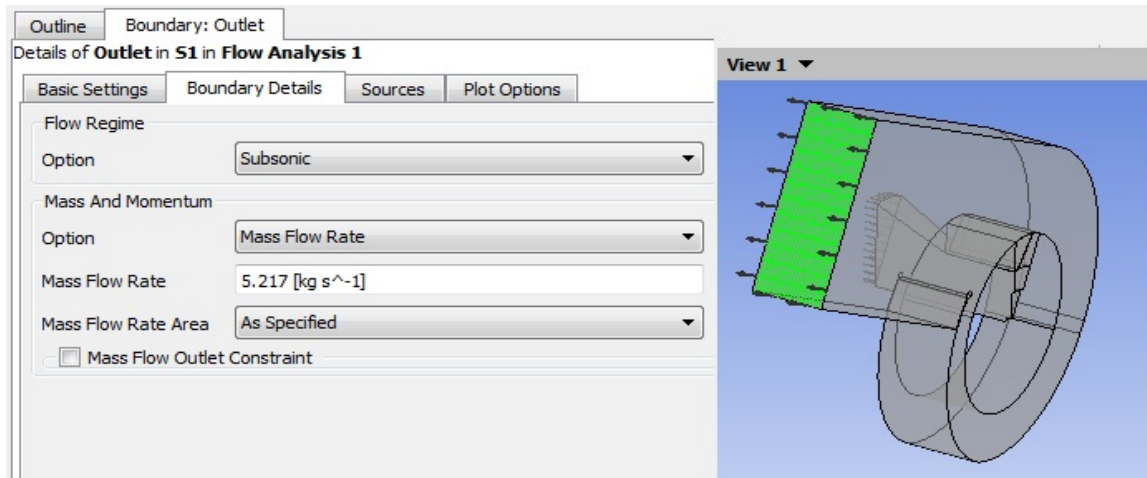 Outline Boundary: Outlet
Details of Outlet in S1 in Flow Analysis 1
Basic Settings Boundary Details Sources Plot Options
Flow Regime
Option Subsonic
Mass And Momentum
Option Mass Flow Rate
Mass Flow Rate 5.217 [kg s^-1]
Mass Flow Rate Area As Specified
Mass Flow Outlet Constraint
View 1